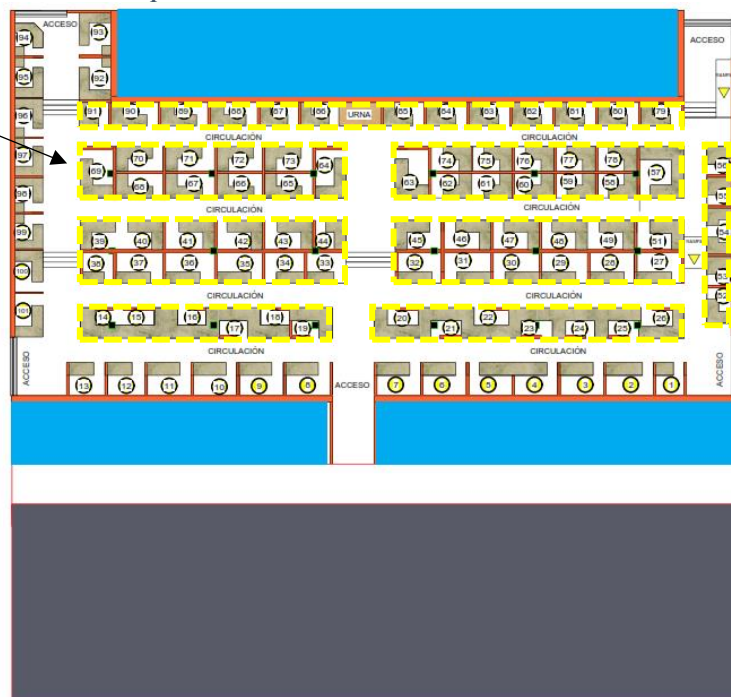 ACCESO
93
94
ACCESO
95
92
96
91 90 89 88 87 86 URNA 85 84 83 82 81 80 79
CIRCULACIÓN CIRCULACIÓN
97
70 71 72 73 64 74 75 76 77 78 57 56
69
68 67 66 65 63 62 61 60 59 58
98
55
CIRCULACIÓN CIRCULACIÓN
99
39 40 41 42 43 44 45 46 47 48 49 51 54
100
38 37 36 35 34 33 32 31 30 29 28 27
53
CIRCULACIÓN CIRCULACIÓN
52
101
14 15 16 18 20 22 26
17 19 21 23 24 25
CIRCULACIÓN CIRCULACIÓN
ACCESO
13 12 11 10 9 8 ACCESO 7 6 5 4 3 2 1
ACCESO